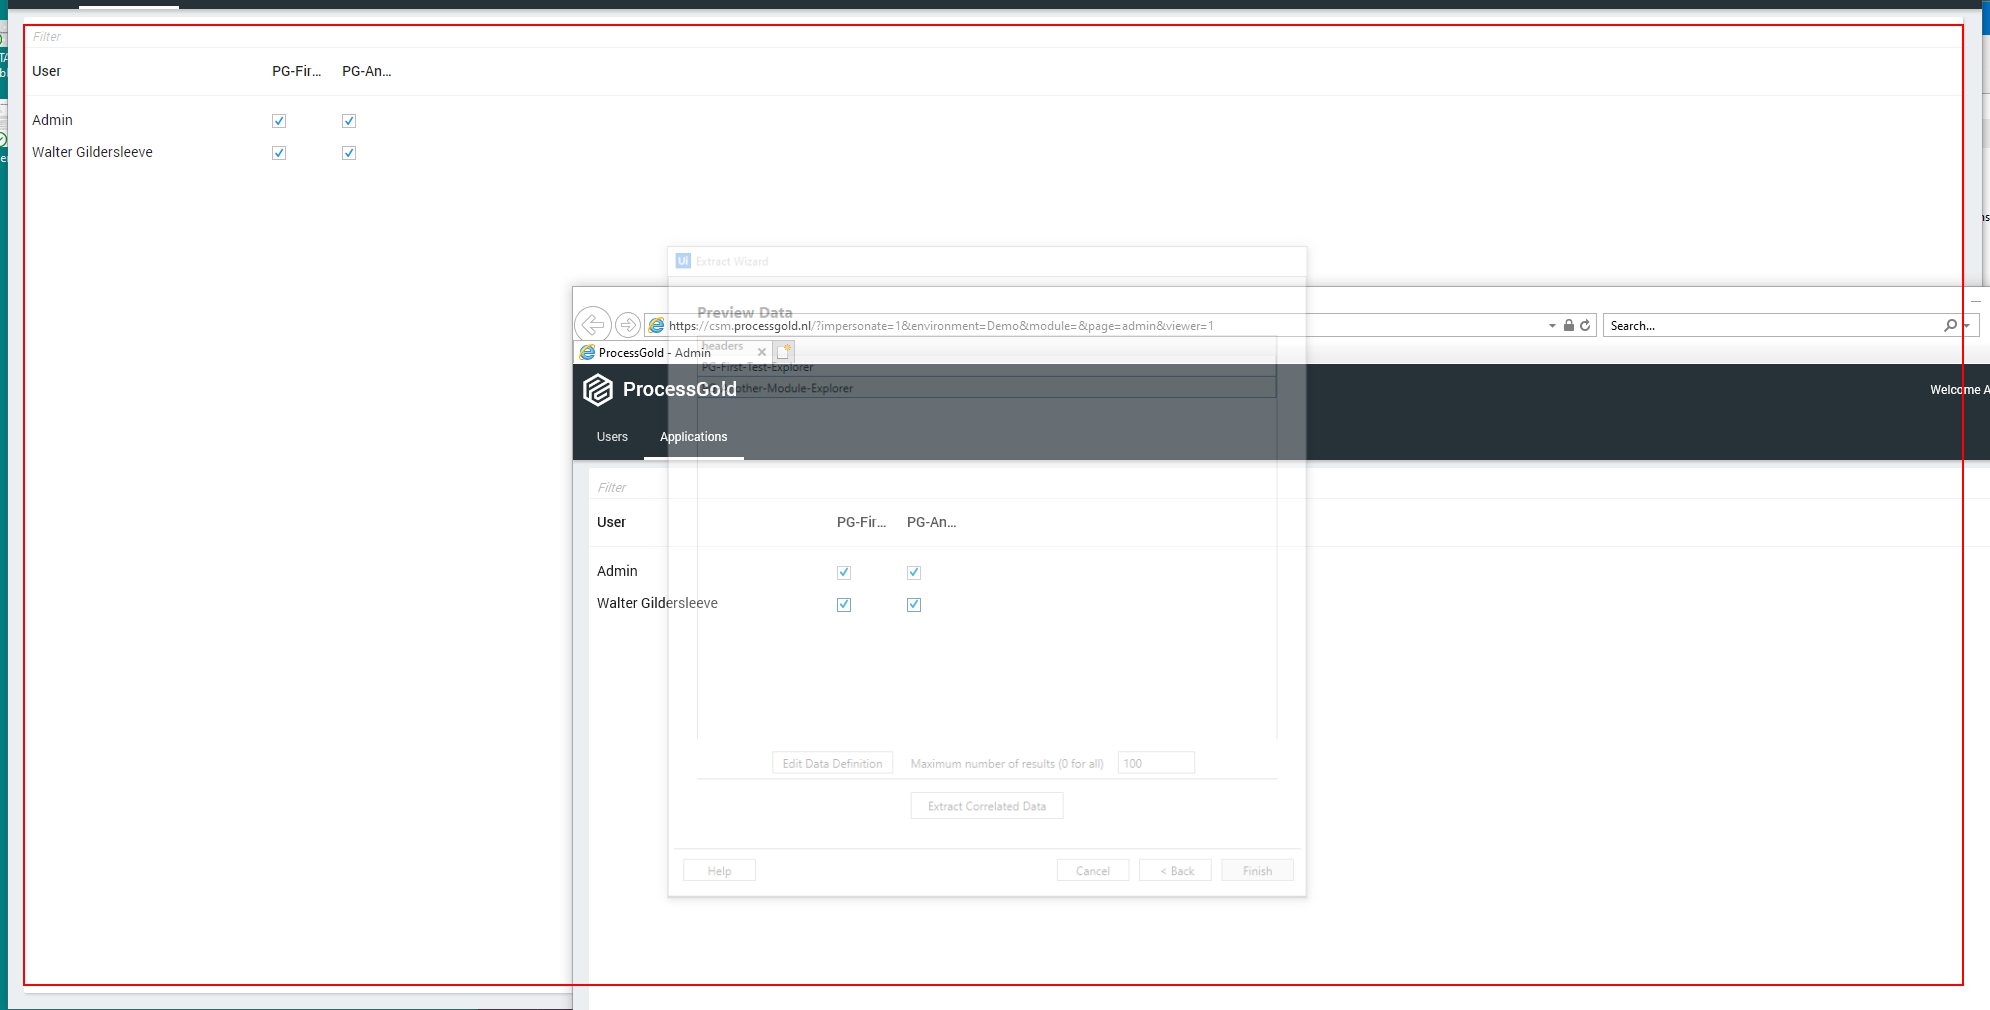 Filter
User PG-Fir... PG-An...
Admin
Walter Gildersleeve
Ui Extract Wizard
Preview Data
https://csm.processgold.nl/?impersonate=1&environment=Demo&module=&page=admin&viewer=1
Search...
headers
ProcessGold - Admin
PG-First-Test-Explorer
other-Module-Explorer
ProcessGold
Welcome A
Users Applications
Filter
User PG-Fir... PG-An...
Admin
Walter Gildersleeve
Edit Data Definition Maximum number of results (0 for all) 100
Extract Correlated Data
Help Cancel < Back Finish